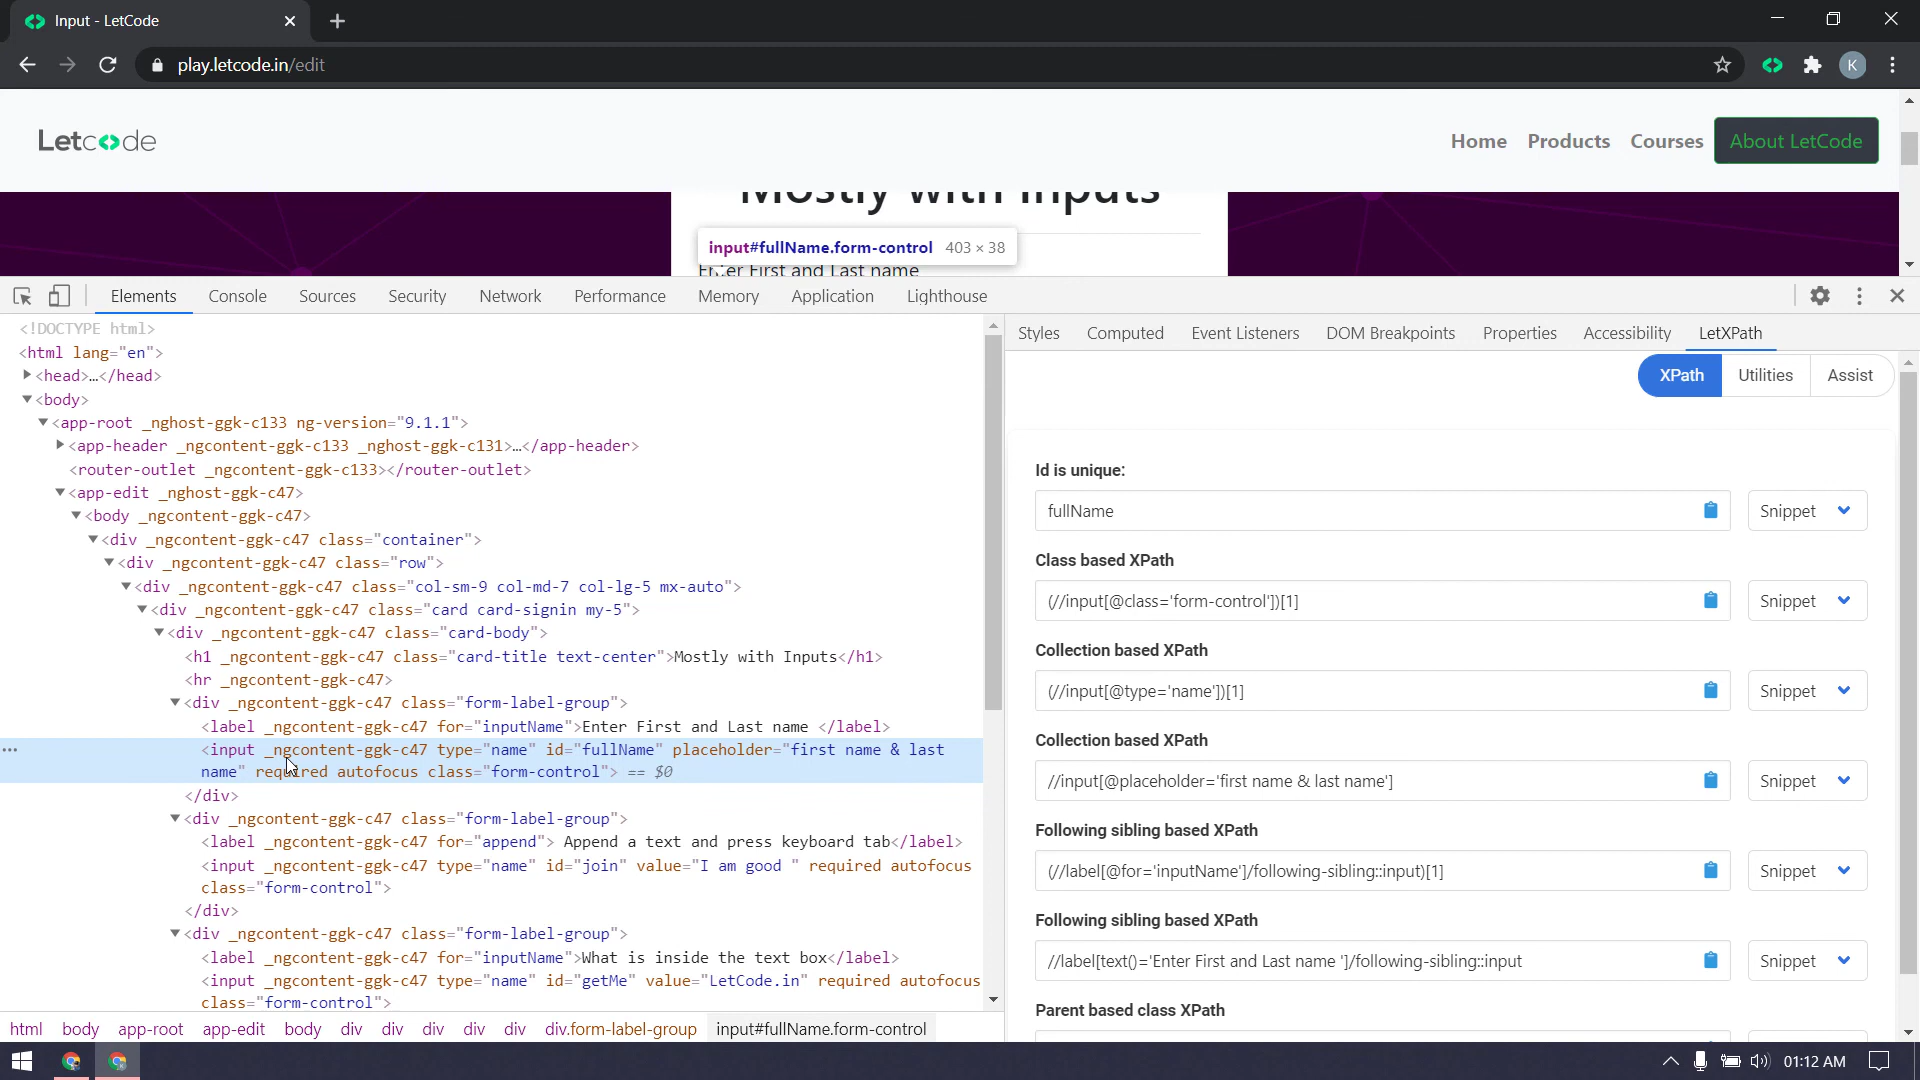 Input - LetCode
play.letcode.in/edit
K
Letcode
Home Products Courses About LetCode
Mostly with Inputs
input#fullName.form-control 403 × 38
Enter First and Last name
Elements Console Sources Security Network Performance Memory Application Lighthouse
<!DOCTYPE html>
<html lang="en">
<head>…</head>
<body>
<app-root _nghost-ggk-c133 ng-version="9.1.1">
<app-header _ngcontent-ggk-c133 _nghost-ggk-c131>…</app-header>
<router-outlet _ngcontent-ggk-c133></router-outlet>
<app-edit _nghost-ggk-c47>
<body _ngcontent-ggk-c47>
<div _ngcontent-ggk-c47 class="container">
<div _ngcontent-ggk-c47 class="row">
<div _ngcontent-ggk-c47 class="col-sm-9 col-md-7 col-lg-5 mx-auto">
<div _ngcontent-ggk-c47 class="card card-signin my-5">
<div _ngcontent-ggk-c47 class="card-body">
<h1 _ngcontent-ggk-c47 class="card-title text-center">Mostly with Inputs</h1>
<hr _ngcontent-ggk-c47>
<div _ngcontent-ggk-c47 class="form-label-group">
<label _ngcontent-ggk-c47 for="inputName">Enter First and Last name </label>
<input _ngcontent-ggk-c47 type="name" id="fullName" placeholder="first name & last
name" required autofocus class="form-control"> == $0
</div>
<div _ngcontent-ggk-c47 class="form-label-group">
<label _ngcontent-ggk-c47 for="append"> Append a text and press keyboard tab</label>
<input _ngcontent-ggk-c47 type="name" id="join" value="I am good " required autofocus
class="form-control">
</div>
<div _ngcontent-ggk-c47 class="form-label-group">
<label _ngcontent-ggk-c47 for="inputName">What is inside the text box</label>
<input _ngcontent-ggk-c47 type="name" id="getMe" value="LetCode.in" required autofocus
class="form-control">
html body app-root app-edit body div div div div div div.form-label-group input#fullName.form-control
Styles Computed Event Listeners DOM Breakpoints Properties Accessibility LetXPath
XPath Utilities Assist
Id is unique:
fullName Snippet
Class based XPath
(//input[@class='form-control'])[1] Snippet
Collection based XPath
(//input[@type='name'])[1] Snippet
Collection based XPath
//input[@placeholder='first name & last name'] Snippet
Following sibling based XPath
(//label[@for='inputName']/following-sibling::input)[1] Snippet
Following sibling based XPath
//label[text()='Enter First and Last name ']/following-sibling::input Snippet
Parent based class XPath
01:12 AM